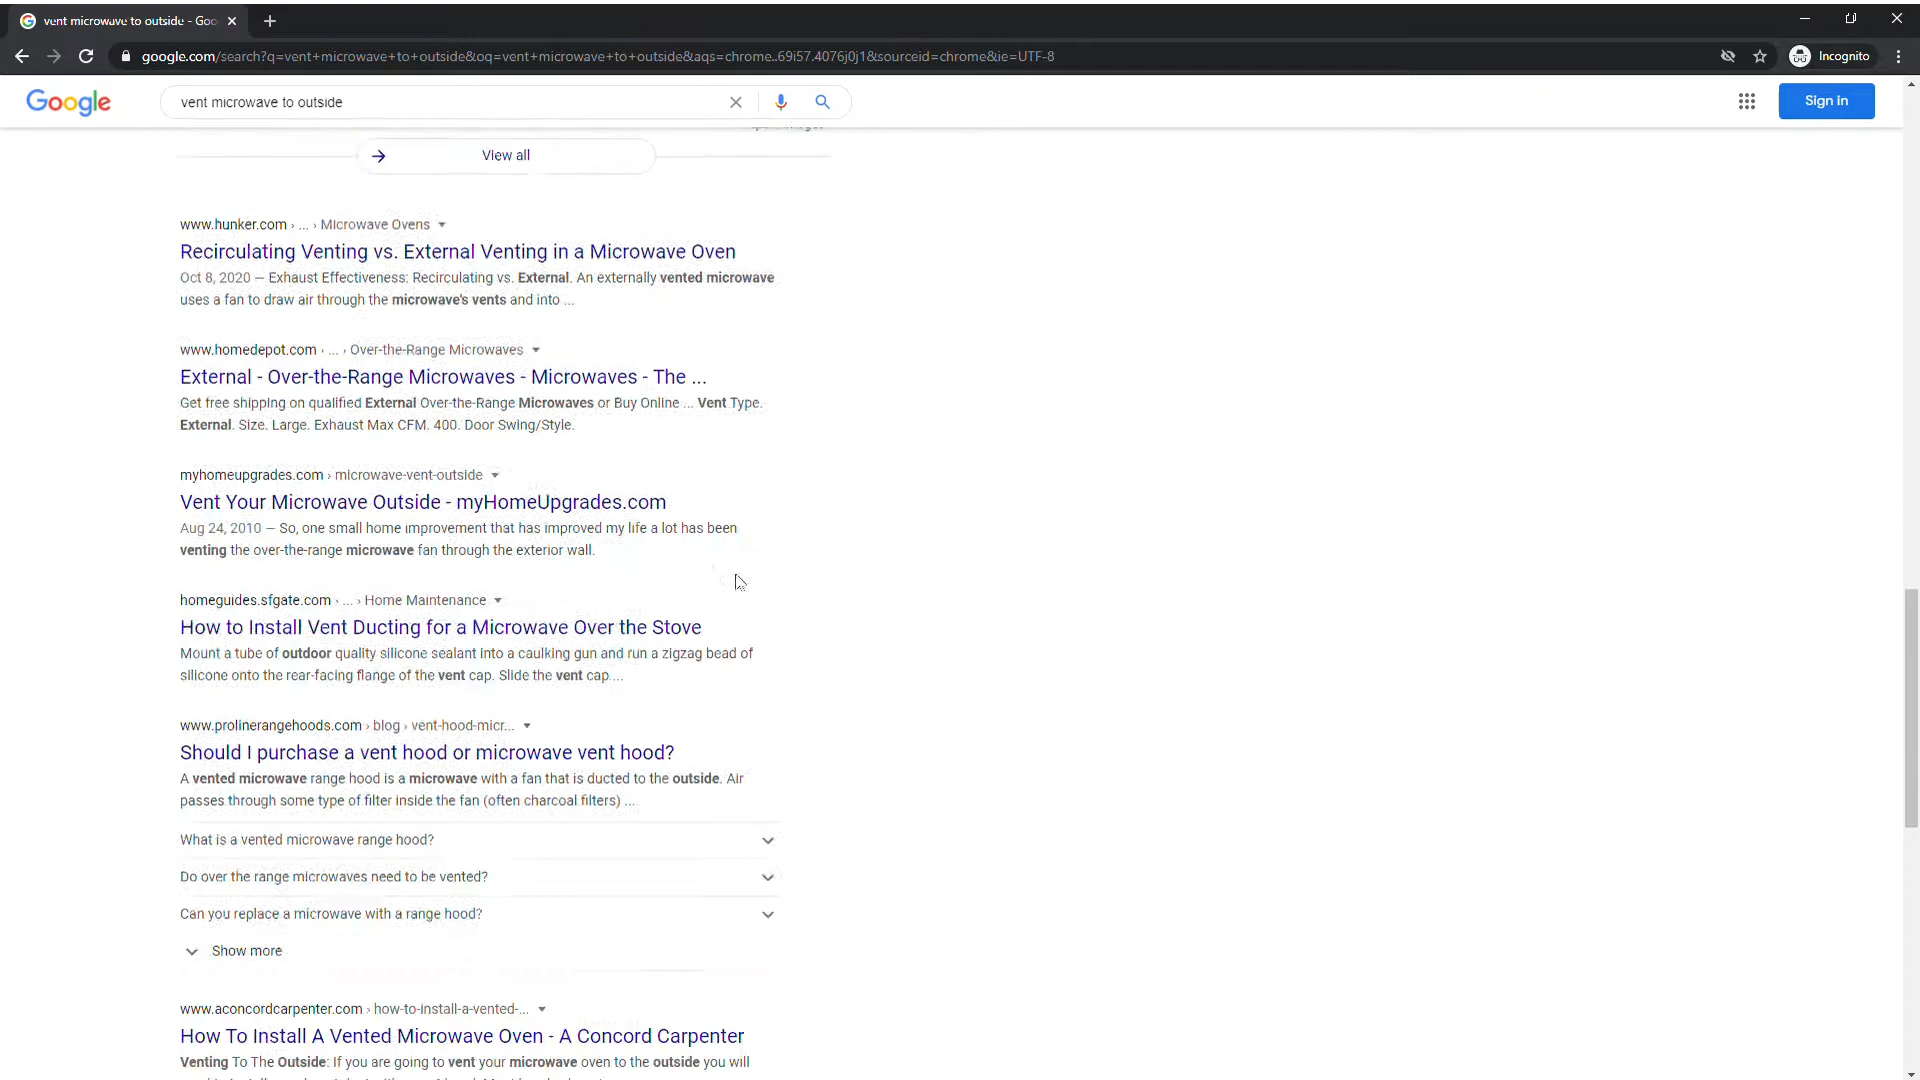 vent microwave to outside - Goo
google.com/search?q=vent+microwave+to+outside&oq=vent+microwave+to+outside&aqs=chrome..69i57.4076j0j1&sourceid=chrome&ie=UTF-8
Incognito
Google
vent microwave to outside
Sign in
View all
www.hunker.com › ... › Microwave Ovens
Recirculating Venting vs. External Venting in a Microwave Oven
Oct 8, 2020 — Exhaust Effectiveness: Recirculating vs. External. An externally vented microwave
uses a fan to draw air through the microwave's vents and into ...
www.homedepot.com › ... › Over-the-Range Microwaves
External - Over-the-Range Microwaves - Microwaves - The ...
Get free shipping on qualified External Over-the-Range Microwaves or Buy Online ... Vent Type.
External. Size. Large. Exhaust Max CFM. 400. Door Swing/Style.
myhomeupgrades.com › microwave-vent-outside
Vent Your Microwave Outside - myHomeUpgrades.com
Aug 24, 2010 — So, one small home improvement that has improved my life a lot has been
venting the over-the-range microwave fan through the exterior wall.
homeguides.sfgate.com › ... › Home Maintenance
How to Install Vent Ducting for a Microwave Over the Stove
Mount a tube of outdoor quality silicone sealant into a caulking gun and run a zigzag bead of
silicone onto the rear-facing flange of the vent cap. Slide the vent cap ...
www.prolinerangehoods.com › blog › vent-hood-micr...
Should I purchase a vent hood or microwave vent hood?
A vented microwave range hood is a microwave with a fan that is ducted to the outside. Air
passes through some type of filter inside the fan (often charcoal filters) ...
What is a vented microwave range hood?
Do over the range microwaves need to be vented?
Can you replace a microwave with a range hood?
Show more
www.aconcordcarpenter.com › how-to-install-a-vented-...
How To Install A Vented Microwave Oven - A Concord Carpenter
Venting To The Outside: If you are going to vent your microwave oven to the outside you will